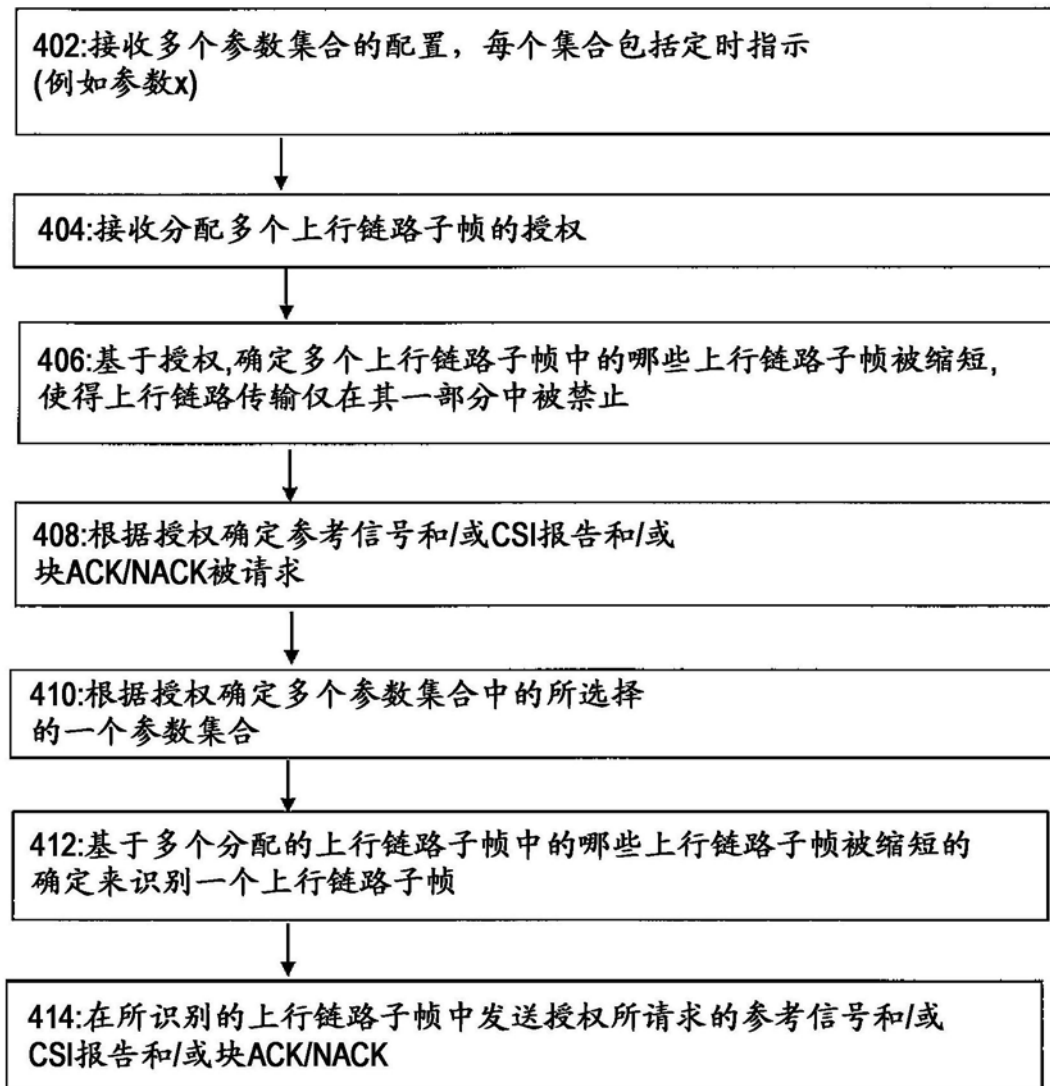 402:接收多个参数集合的配置，每个集合包括定时指示
(例如参数x)
404:接收分配多个上行链路子帧的授权
406:基于授权,确定多个上行链路子帧中的哪些上行链路子帧被缩短,
使得上行链路传输仅在其一部分中被禁止
408:根据授权确定参考信号和/或CSI报告和/或
块ACK/NACK被请求
410:根据授权确定多个参数集合中的所选择
的一个参数集合
412:基于多个分配的上行链路子帧中的哪些上行链路子帧被缩短的
确定来识别一个上行链路子帧
414:在所识别的上行链路子帧中发送授权所请求的参考信号和/或
CSI报告和/或块ACK/NACK